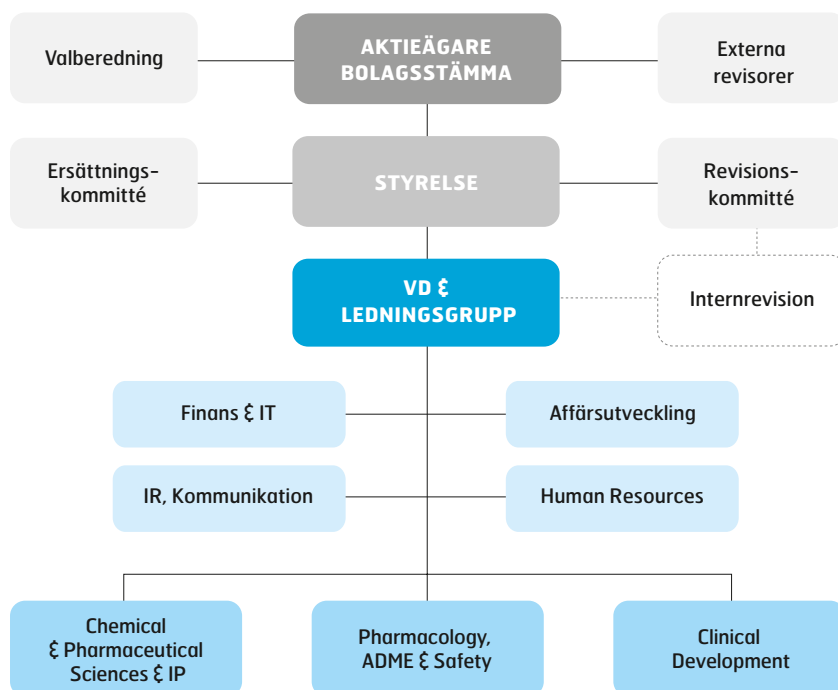 Valberedning
AKTIEÄGARE
BOLAGSSTÄMMA
Externa
revisorer
Ersättnings-
kommitté
STYRELSE
Revisions-
kommitté
VD &
LEDNINGSGRUPP
Internrevision
Finans & IT
Affärsutveckling
IR, Kommunikation
Human Resources
Chemical
& Pharmaceutical
Sciences & IP
Pharmacology,
ADME & Safety
Clinical
Development